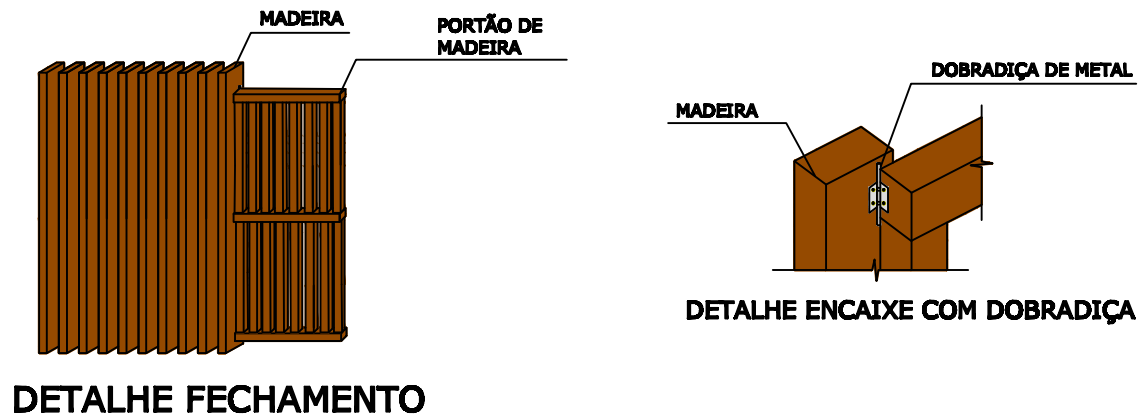 MADEIRA
PORTÃO DE
MADEIRA
DETALHE FECHAMENTO
DOBRADIÇA DE METAL
MADEIRA
DETALHE ENCAIXE COM DOBRADIÇA